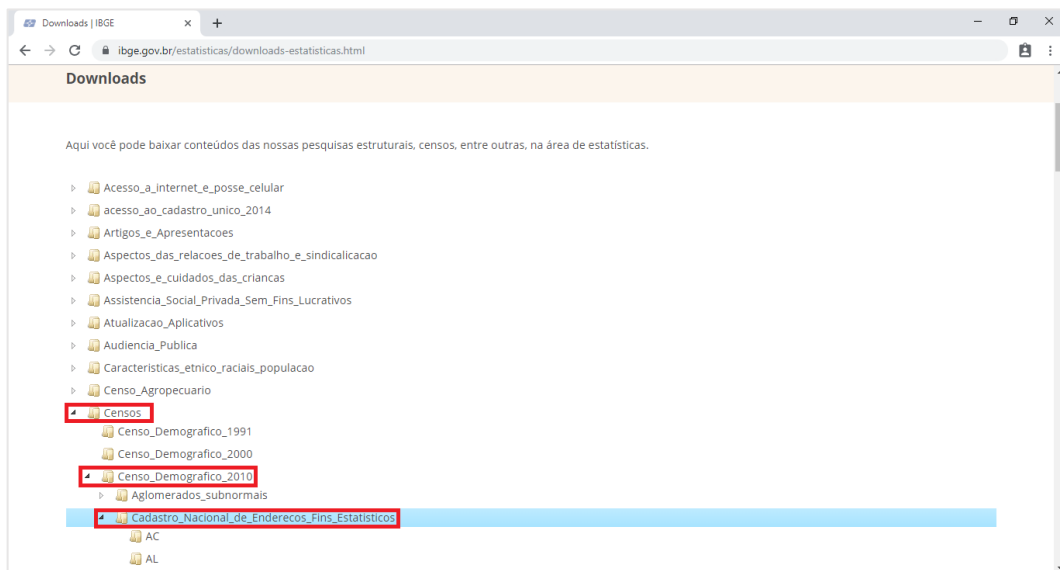 Downloads | IBGE
ibge.gov.br/estatisticas/downloads-estatisticas.html
Downloads
Aqui você pode baixar conteúdos das nossas pesquisas estruturais, censos, entre outras, na área de estatísticas.
Acesso_a_internet_e_posse_celular
acesso_ao_cadastro_unico_2014
Artigos_e_Apresentacoes
Aspectos_das_relacoes_de_trabalho_e_sindicalicacao
Aspectos_e_cuidados_das_criancas
Assistencia_Social_Privada_Sem_Fins_Lucrativos
Atualizacao_Aplicativos
Audiencia_Publica
Caracteristicas_etnico_raciais_populacao
Censo_Agropecuario
Censos
Censo_Demografico_1991
Censo_Demografico_2000
Censo_Demografico_2010
Aglomerados_subnormais
Cadastro_Nacional_de_Enderecos_Fins_Estatisticos
AC
AL